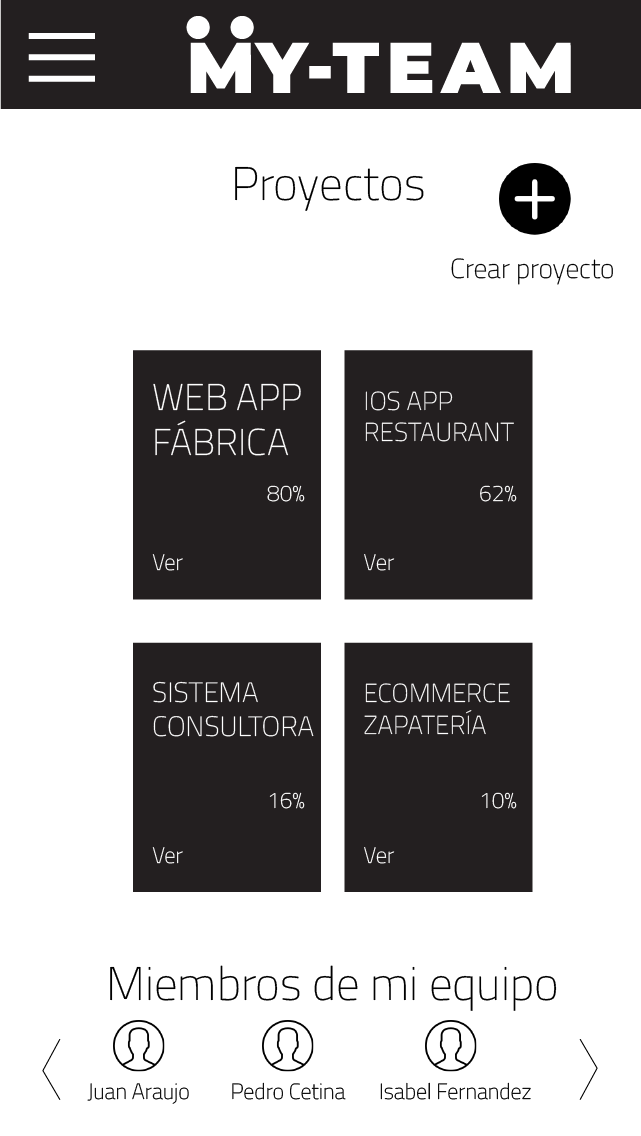 MY-TEAM
Proyectos
Crear proyecto
WEB APP
FÁBRICA
80%
Ver
IOS APP
RESTAURANT
62%
Ver
SISTEMA
CONSULTORA
16%
Ver
ECOMMERCE
ZAPATERÍA
10%
Ver
Miembros de mi equipo
Juan Araujo
Pedro Cetina
Isabel Fernandez